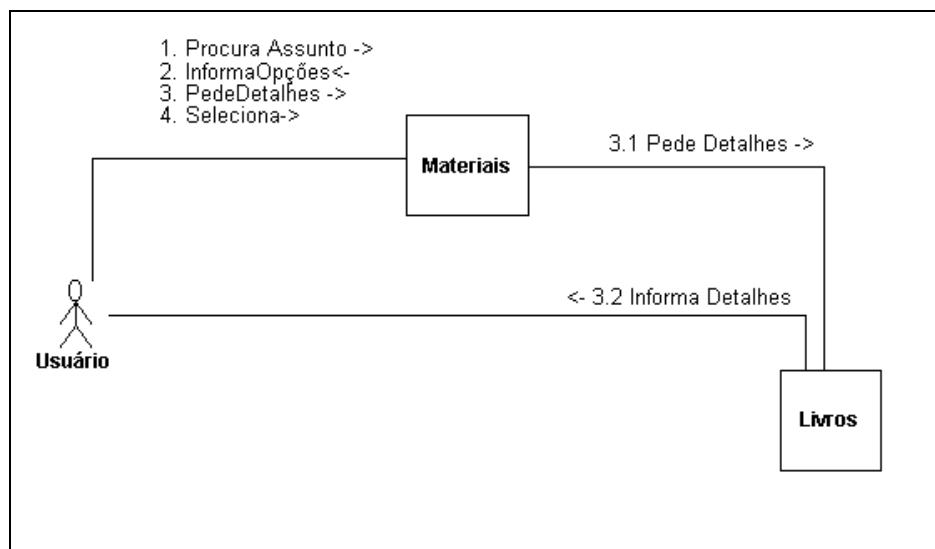 1. Procura Assunto ->
2. InformaOpções<-
3. PedeDetalhes ->
4. Seleciona->
Materiais
3.1 Pede Detalhes ->
<- 3.2 Informa Detalhes
Usuário
Livros